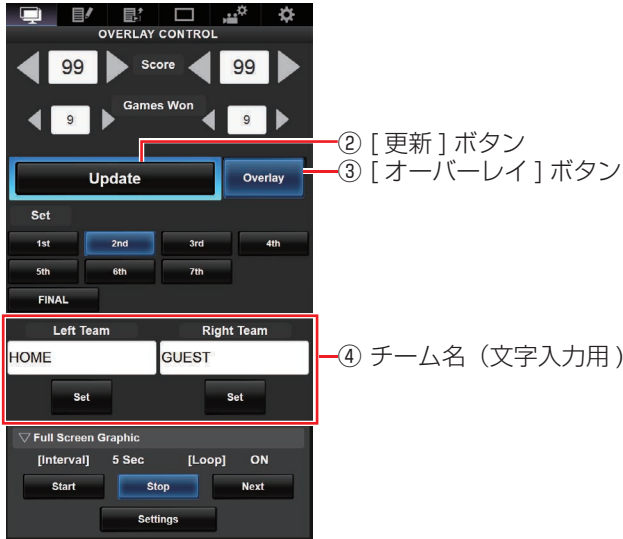 OVERLAY CONTROL
99 Score 99
9 Games Won 9
② [ 更新 ] ボタン
Update Overlay ③ [ オーバーレイ ] ボタン
Set
1st 2nd 3rd 4th
5th 6th 7th
FINAL
Left Team Right Team
HOME GUEST ④ チーム名（文字入力用 )
Set Set
▽ Full Screen Graphic
[Interval] 5 Sec [Loop] ON
Start Stop Next
Settings